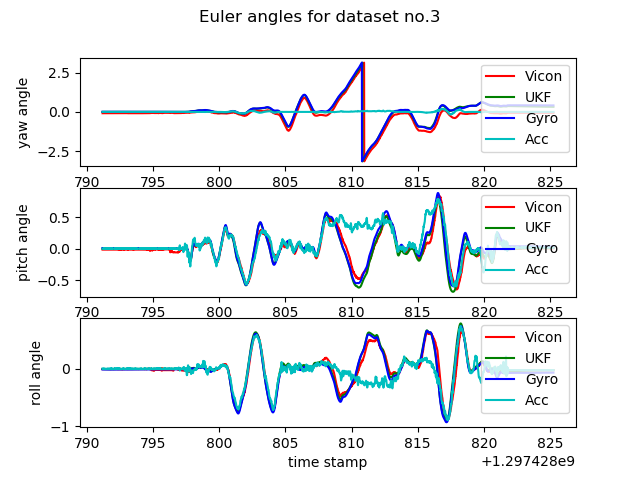 Euler angles for dataset no.3
yaw angle
2.5
0.0
−2.5
Vicon
UKF
Gyro
Acc
790 795 800 805 810 815 820 825
pitch angle
0.5
0.0
−0.5
Vicon
UKF
Gyro
Acc
790 795 800 805 810 815 820 825
roll angle
0
−1
Vicon
UKF
Gyro
Acc
790 795 800 805 810 815 820 825
time stamp
+1.297428e9